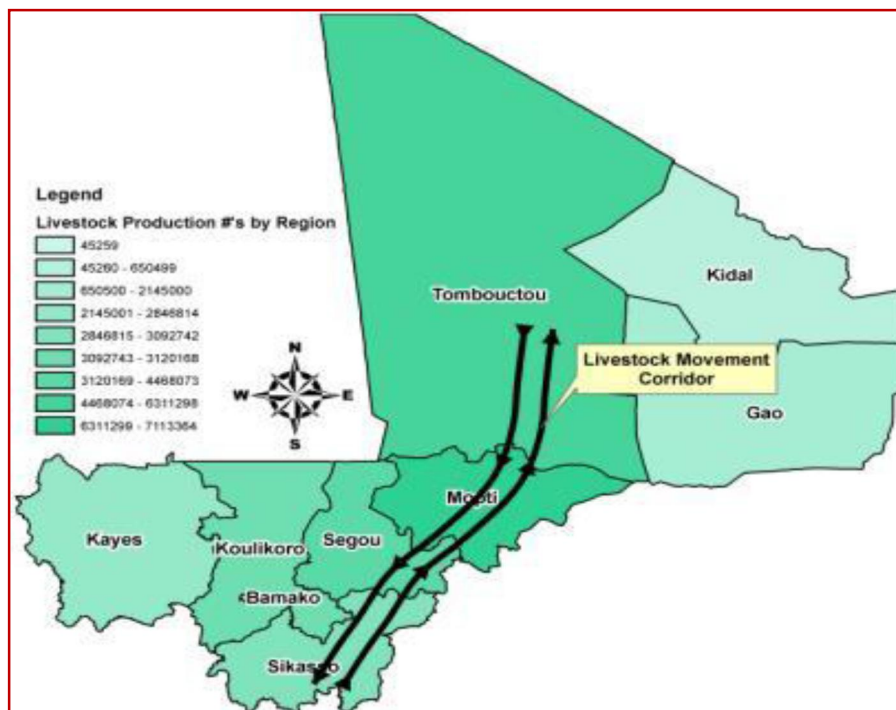 Legend
Livestock Production #'s by Region
45259
45260 - 650499
650500 - 2145000
2145001 - 2846814
2846815 - 3092742
3092743 - 3120168
3120169 - 4468073
4468074 - 6311298
6311299 - 7113364
N
W
E
S
Kidal
Tombouctou
Livestock Movement
Corridor
Gao
Mopti
Kayes
Koulikoro
Segou
Bamako
Sikasso